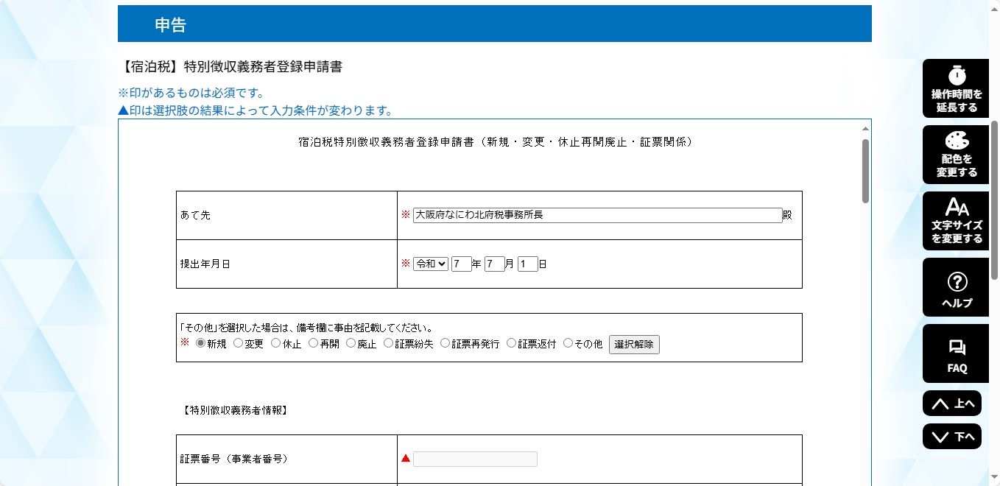 申告
【宿泊税】特別徴収義務者登録申請書
※印があるものは必須です。
▲印は選択肢の結果によって入力条件が変わります。
宿泊税特別徴収義務者登録申請書（新規・変更・休止再開廃止・証票関係）
あて先 ※ 大阪府なにわ北府税事務所長 殿
提出年月日 ※ 令和 7 年 7 月 1 日
「その他」を選択した場合は、備考欄に事由を記載してください。
※ 新規 変更 休止 再開 廃止 証票紛失 証票再発行 証票返付 その他 選択解除
【特別徴収義務者情報】
証票番号（事業者番号） ▲
操作時間を
延長する
配色を
変更する
AA
文字サイズ
を変更する
?
ヘルプ
FAQ
上へ
下へ